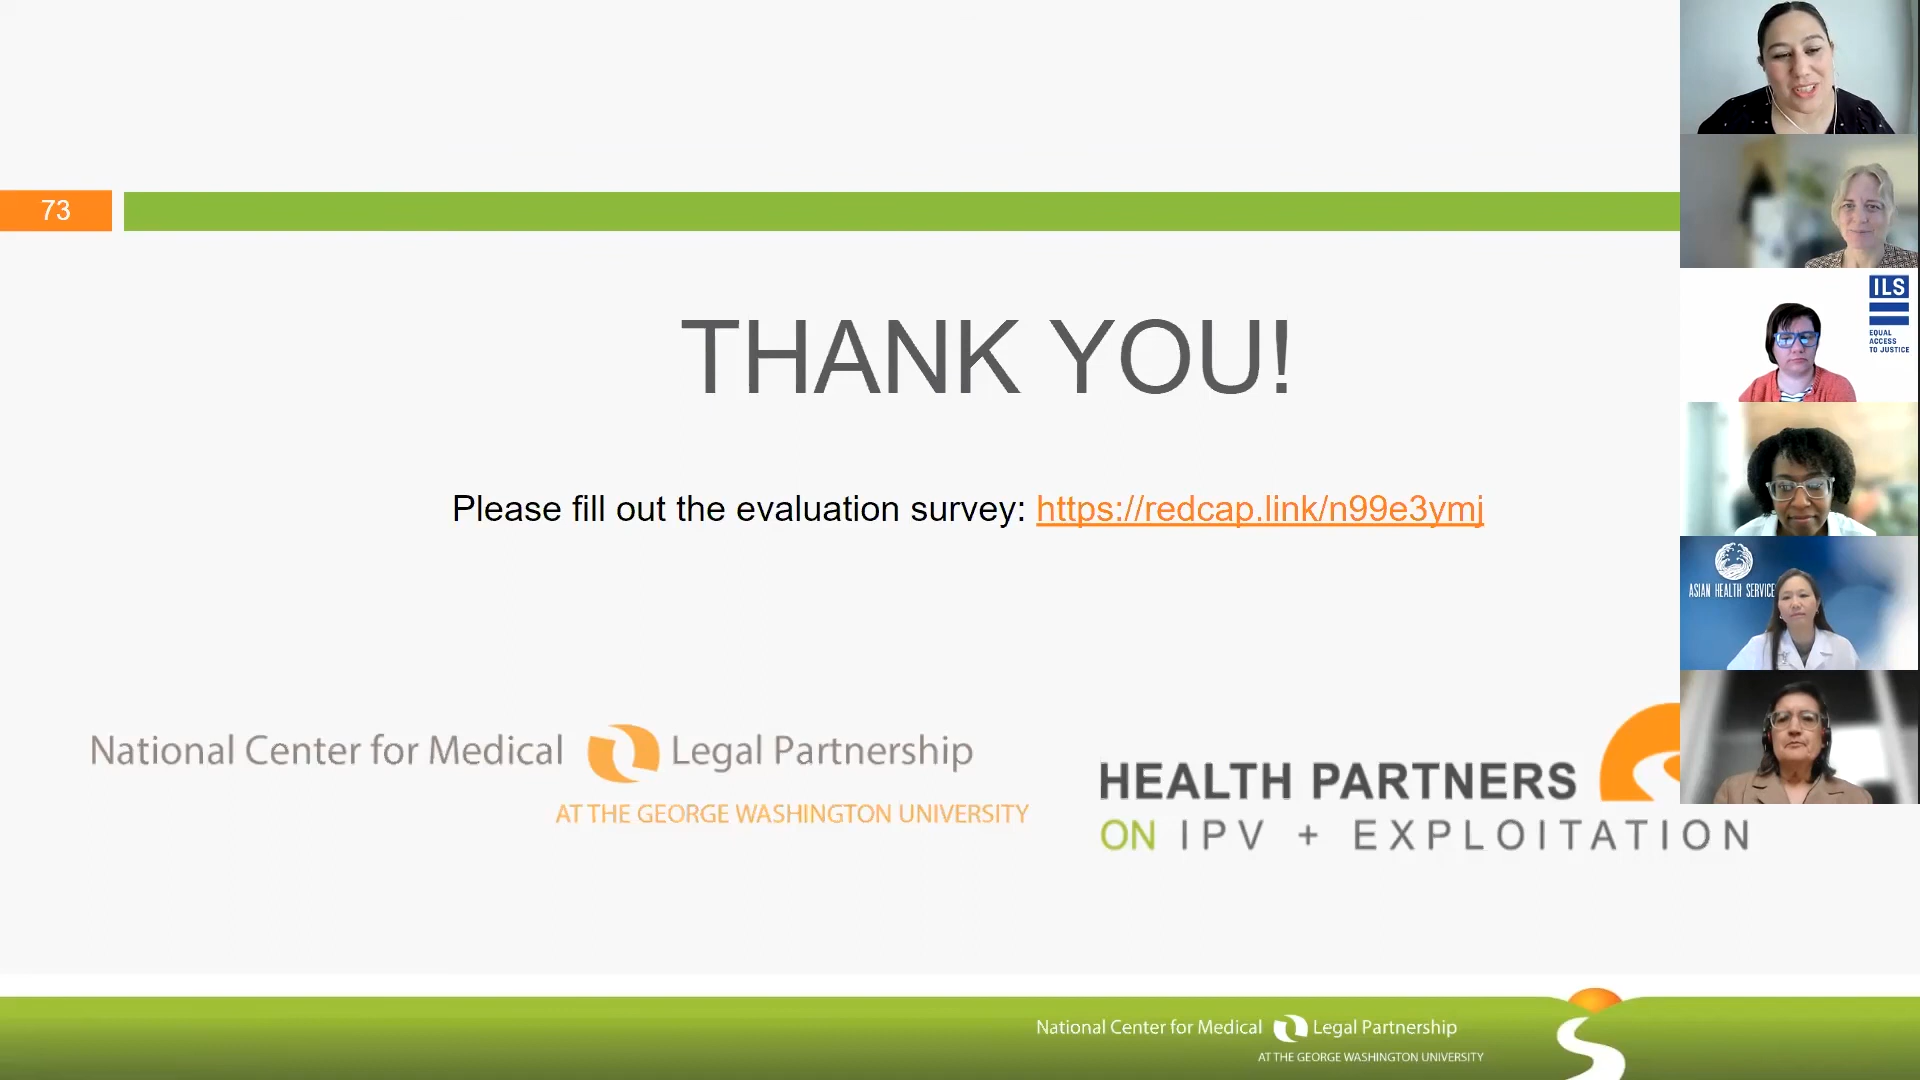 73
THANK YOU!
Please fill out the evaluation survey: https://redcap.link/n99e3ymj
National Center for Medical Legal Partnership
AT THE GEORGE WASHINGTON UNIVERSITY
HEALTH PARTNERS
ON IPV + EXPLOITATION
National Center for Medical Legal Partnership
AT THE GEORGE WASHINGTON UNIVERSITY
ILS
EQUAL
ACCESS
TO JUSTICE
ASIAN HEALTH SERVICE